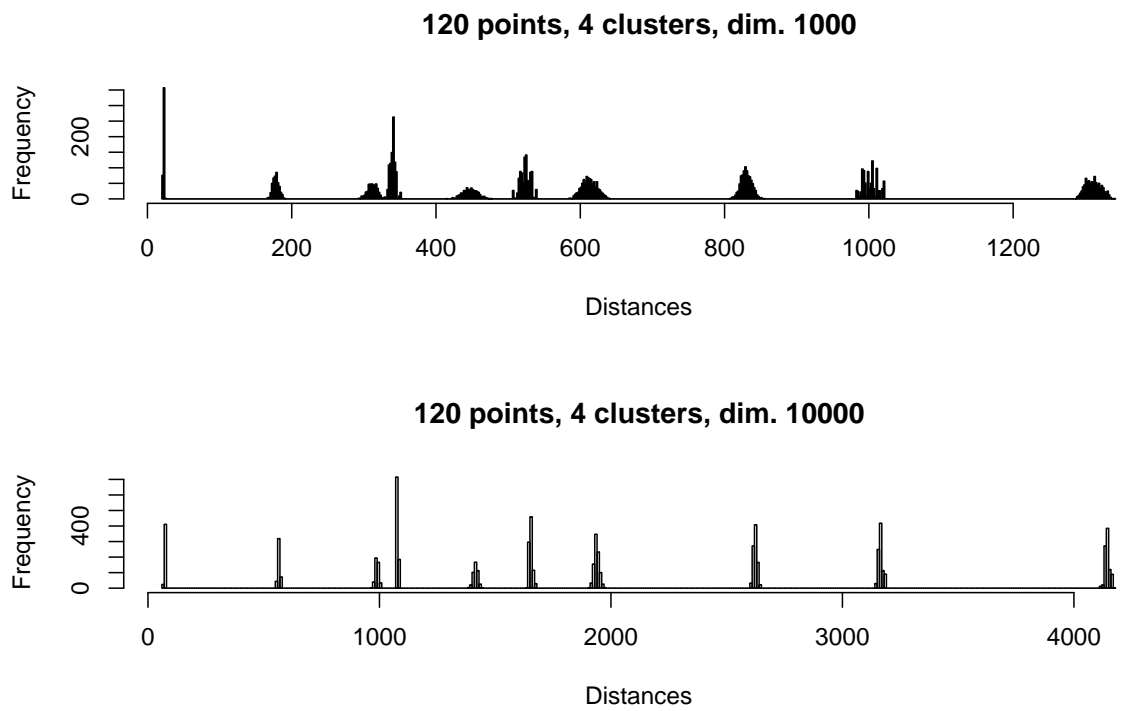 120 points, 4 clusters, dim. 1000
Frequency
0 200
0 200 400 600 800 1000 1200
Distances
120 points, 4 clusters, dim. 10000
Frequency
0 400
0 1000 2000 3000 4000
Distances